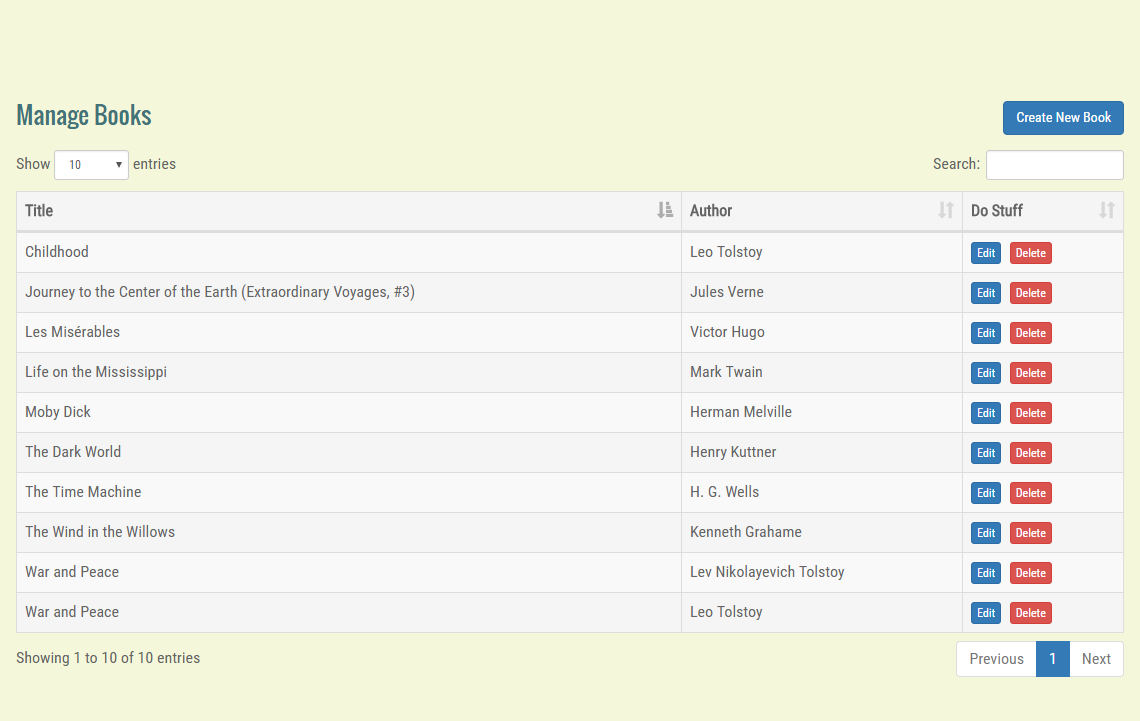 Manage Books
Create New Book
Show 10 entries
Search:
Title Author Do Stuff
Childhood Leo Tolstoy Edit Delete
Journey to the Center of the Earth (Extraordinary Voyages, #3) Jules Verne Edit Delete
Les Misérables Victor Hugo Edit Delete
Life on the Mississippi Mark Twain Edit Delete
Moby Dick Herman Melville Edit Delete
The Dark World Henry Kuttner Edit Delete
The Time Machine H. G. Wells Edit Delete
The Wind in the Willows Kenneth Grahame Edit Delete
War and Peace Lev Nikolayevich Tolstoy Edit Delete
War and Peace Leo Tolstoy Edit Delete
Showing 1 to 10 of 10 entries
Previous 1 Next